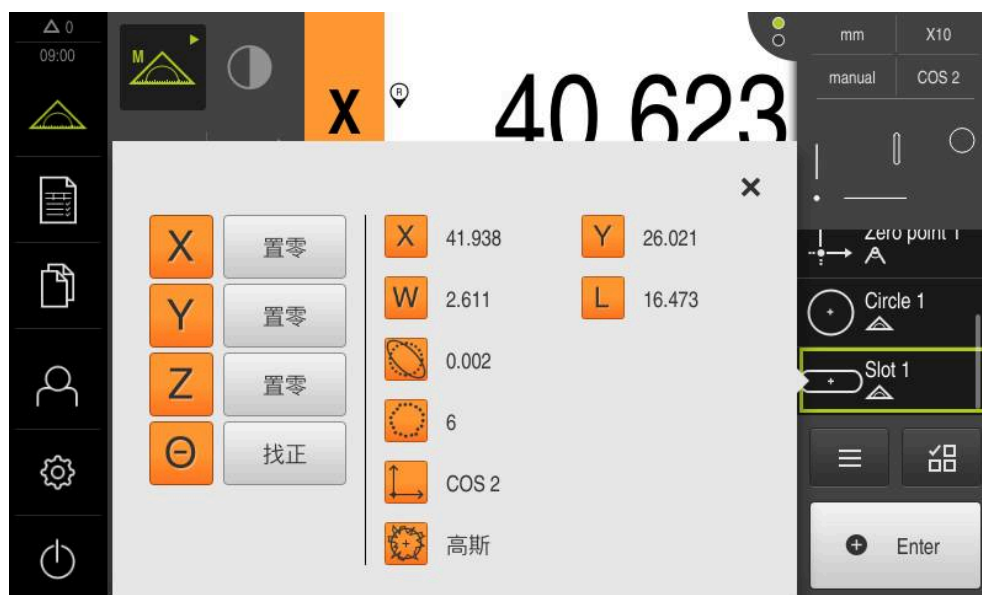 0
09:00
M
X
R
40.623
mm X10
manual COS 2
X 置零
Y 置零
Z 置零
Θ 找正
X 41.938 Y 26.021
W 2.611 L 16.473
0.002
6
COS 2
高斯
Zero point 1
Circle 1
Slot 1
Enter